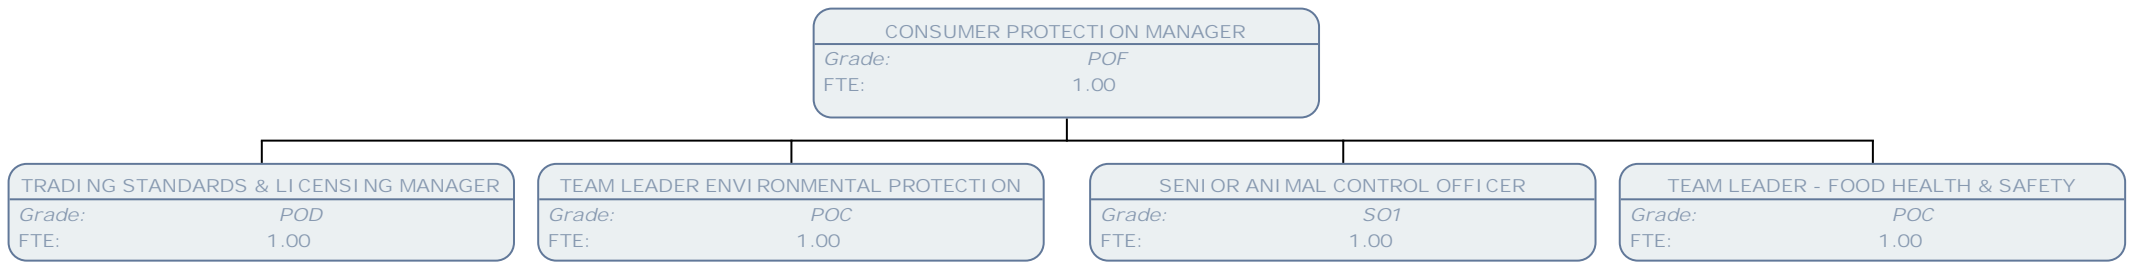 CONSUMER PROTECTION MANAGER
Grade: POF
FTE: 1.00
TRADING STANDARDS & LICENSING MANAGER
Grade: POD
FTE: 1.00
TEAM LEADER ENVIRONMENTAL PROTECTION
Grade: POC
FTE: 1.00
SENIOR ANIMAL CONTROL OFFICER
Grade: SO1
FTE: 1.00
TEAM LEADER - FOOD HEALTH & SAFETY
Grade: POC
FTE: 1.00